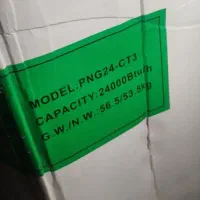 MODEL:PNG24-CT3
CAPACITY:24000Btu/h
G.W./N.W.:56.5/53.5kg